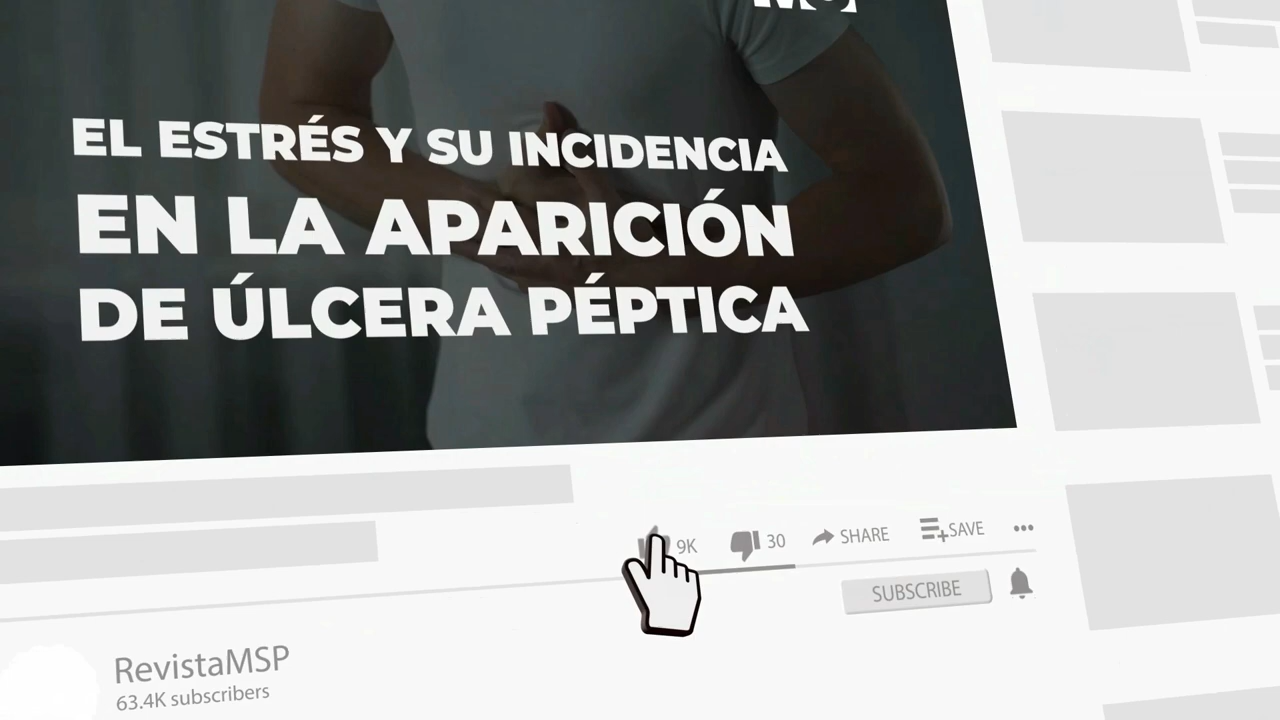 EL ESTRÉS Y SU INCIDENCIA
EN LA APARICIÓN
DE ÚLCERA PÉPTICA
9K
30
SHARE
SAVE
SUBSCRIBE
RevistaMSP
63.4K subscribers